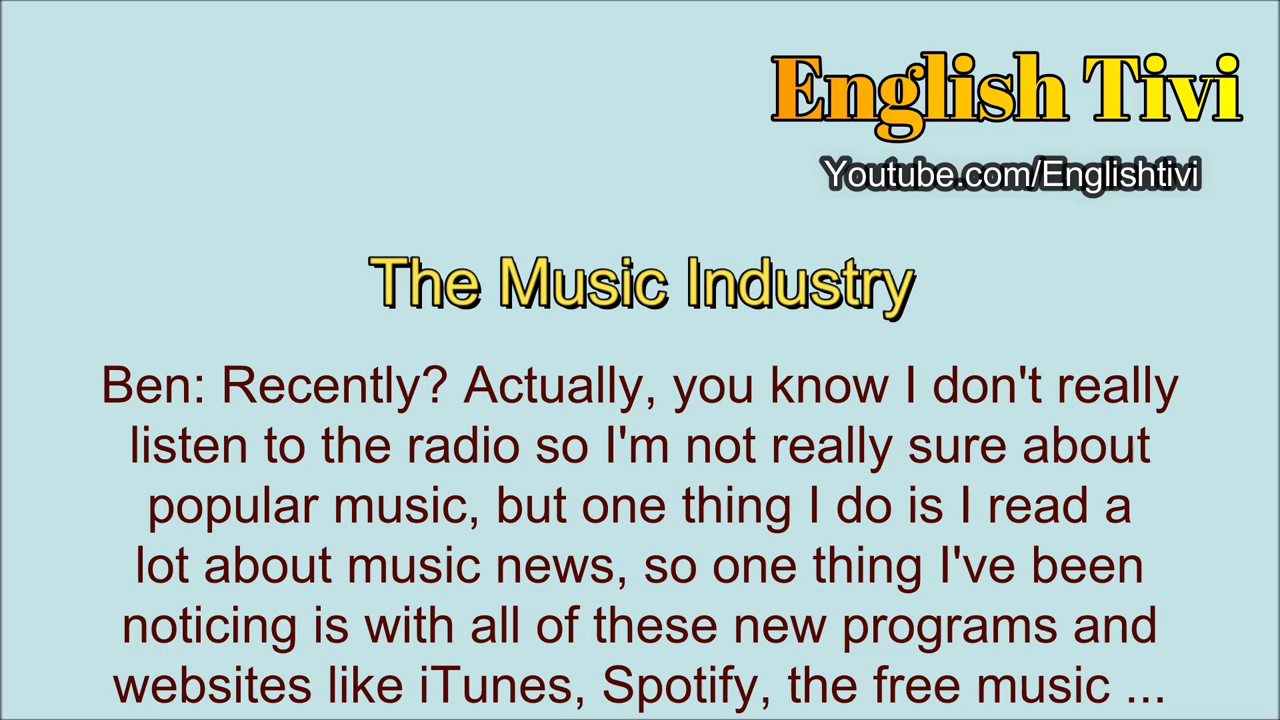 English Tivi
Youtube.com/Englishtivi
The Music Industry
Ben: Recently? Actually, you know I don't really
listen to the radio so I'm not really sure about
popular music, but one thing I do is I read a
lot about music news, so one thing I've been
noticing is with all of these new programs and
websites like iTunes, Spotify, the free music ...